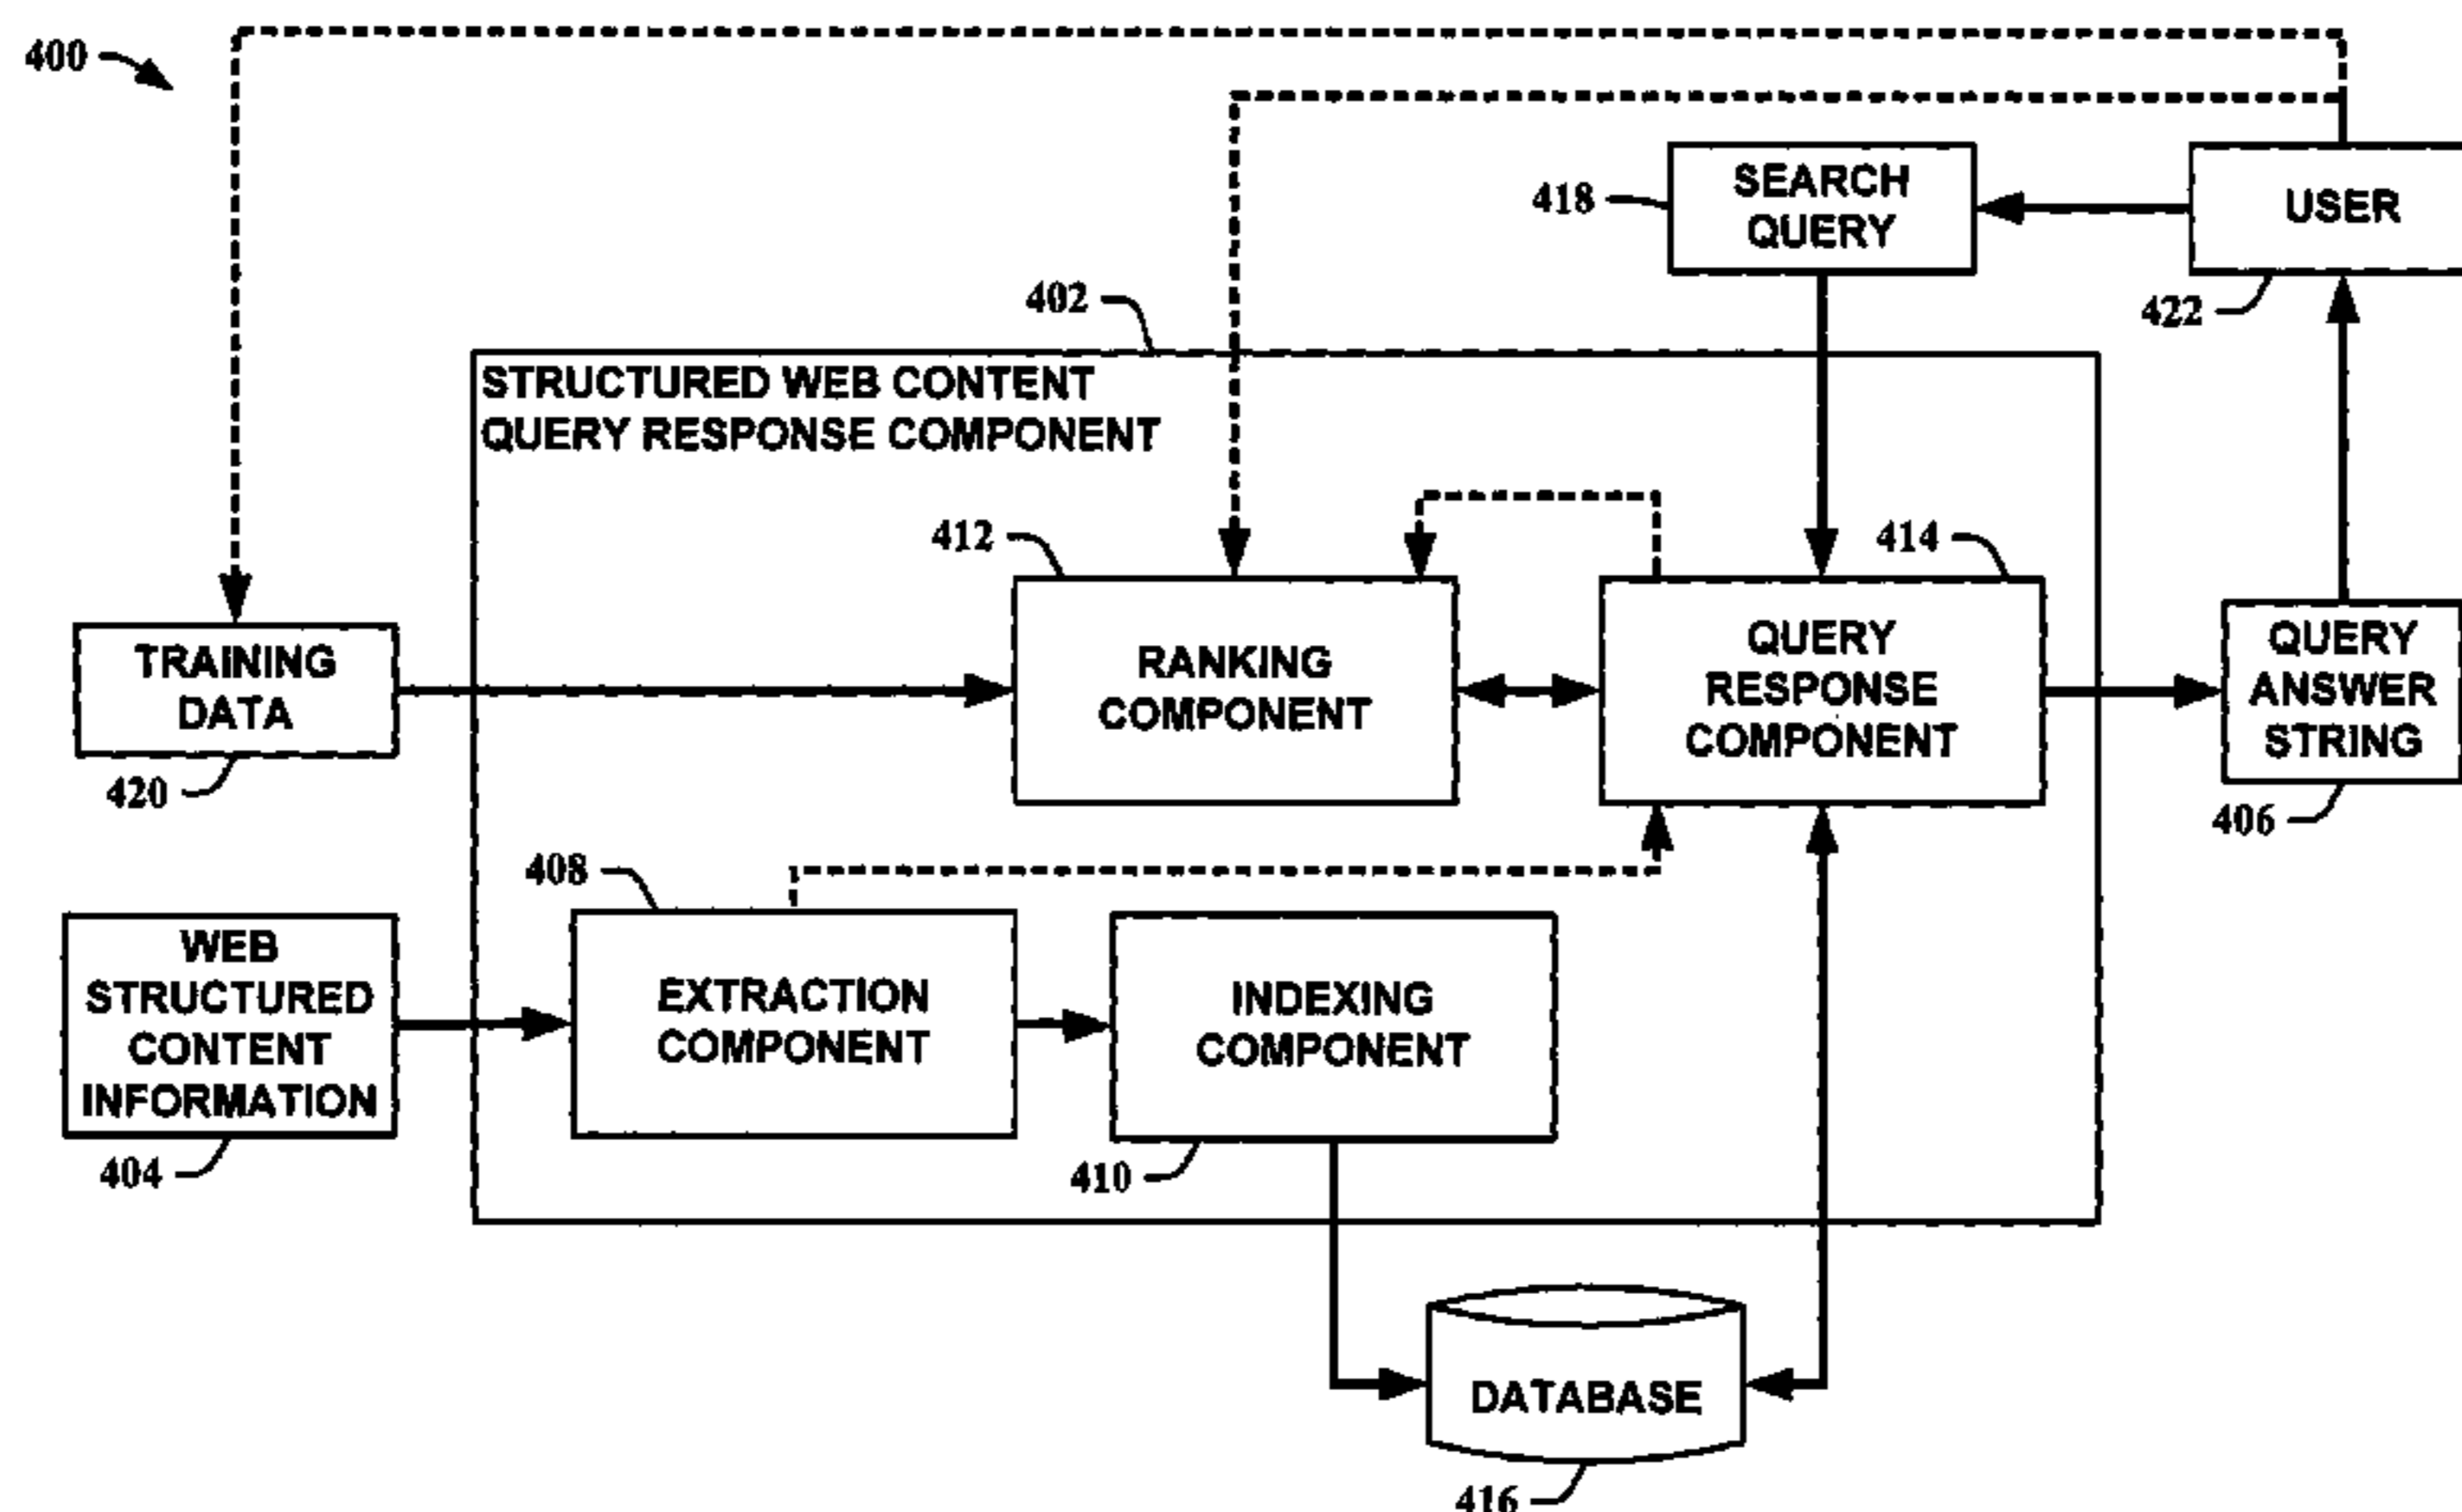 400
SEARCH
QUERY
418
USER
422
402
STRUCTURED WEB CONTENT
QUERY RESPONSE COMPONENT
412
414
TRAINING
DATA
420
RANKING
COMPONENT
QUERY
RESPONSE
COMPONENT
QUERY
ANSWER
STRING
406
408
WEB
STRUCTURED
CONTENT
INFORMATION
404
EXTRACTION
COMPONENT
INDEXING
COMPONENT
410
DATABASE
416